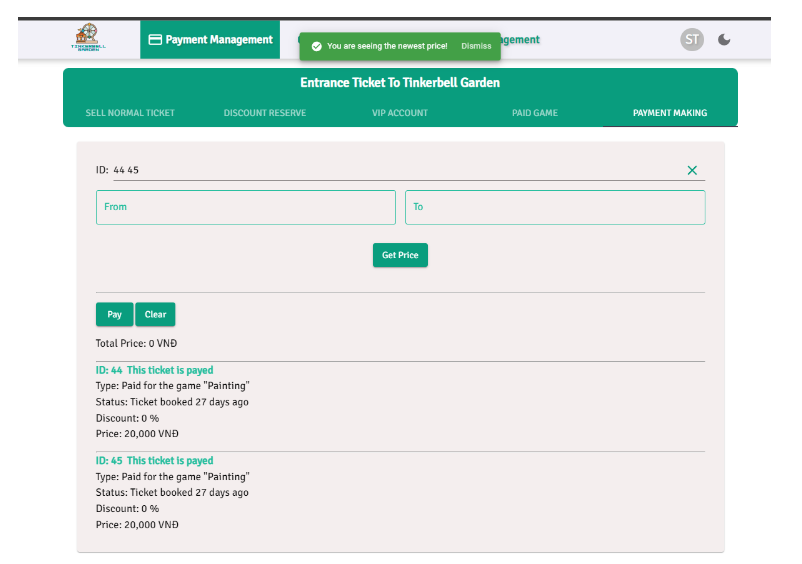 TINKERBELL
GARDEN
Payment Management
You are seeing the newest price! Dismiss
gement
ST
Entrance Ticket To Tinkerbell Garden
SELL NORMAL TICKET DISCOUNT RESERVE VIP ACCOUNT PAID GAME PAYMENT MAKING
ID: 44 45
From To
Get Price
Pay Clear
Total Price: 0 VNĐ
ID: 44 This ticket is payed
Type: Paid for the game "Painting"
Status: Ticket booked 27 days ago
Discount: 0 %
Price: 20,000 VNĐ
ID: 45 This ticket is payed
Type: Paid for the game "Painting"
Status: Ticket booked 27 days ago
Discount: 0 %
Price: 20,000 VNĐ